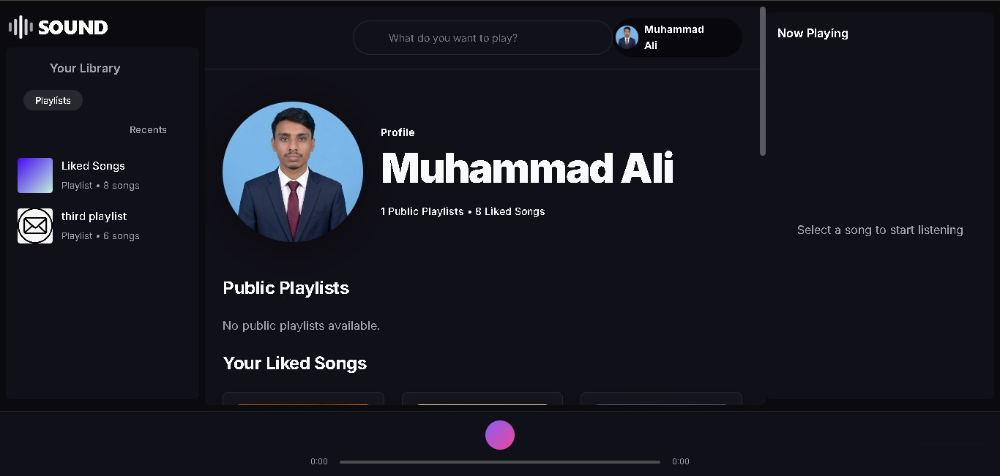 SOUND
Your Library
Playlists
Recents
Liked Songs
Playlist • 8 songs
third playlist
Playlist • 6 songs
What do you want to play?
Muhammad
Ali
Profile
Muhammad Ali
1 Public Playlists • 8 Liked Songs
Public Playlists
No public playlists available.
Your Liked Songs
Now Playing
Select a song to start listening
0:00
0:00